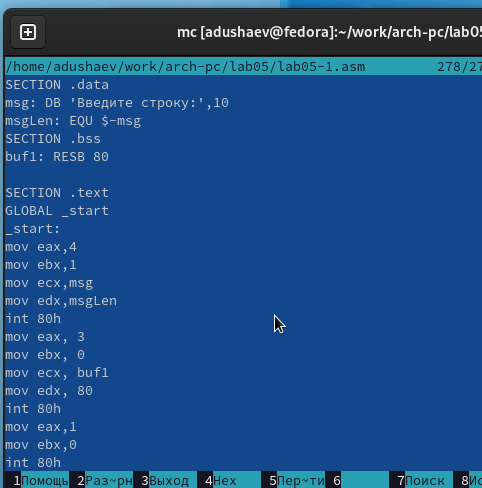 mc [adushaev@fedora]:~/work/arch-pc/lab05
/home/adushaev/work/arch-pc/lab05/lab05-1.asm 278/27
SECTION .data
msg: DB 'Введите строку:',10
msgLen: EQU $-msg
SECTION .bss
buf1: RESB 80
SECTION .text
GLOBAL _start
_start:
mov eax,4
mov ebx,1
mov ecx,msg
mov edx,msgLen
int 80h
mov eax, 3
mov ebx, 0
mov ecx, buf1
mov edx, 80
int 80h
mov eax,1
mov ebx,0
int 80h
1Помощь 2Раз~рн 3Выход 4Hex 5Пер~ти 6 7Поиск 8Ис